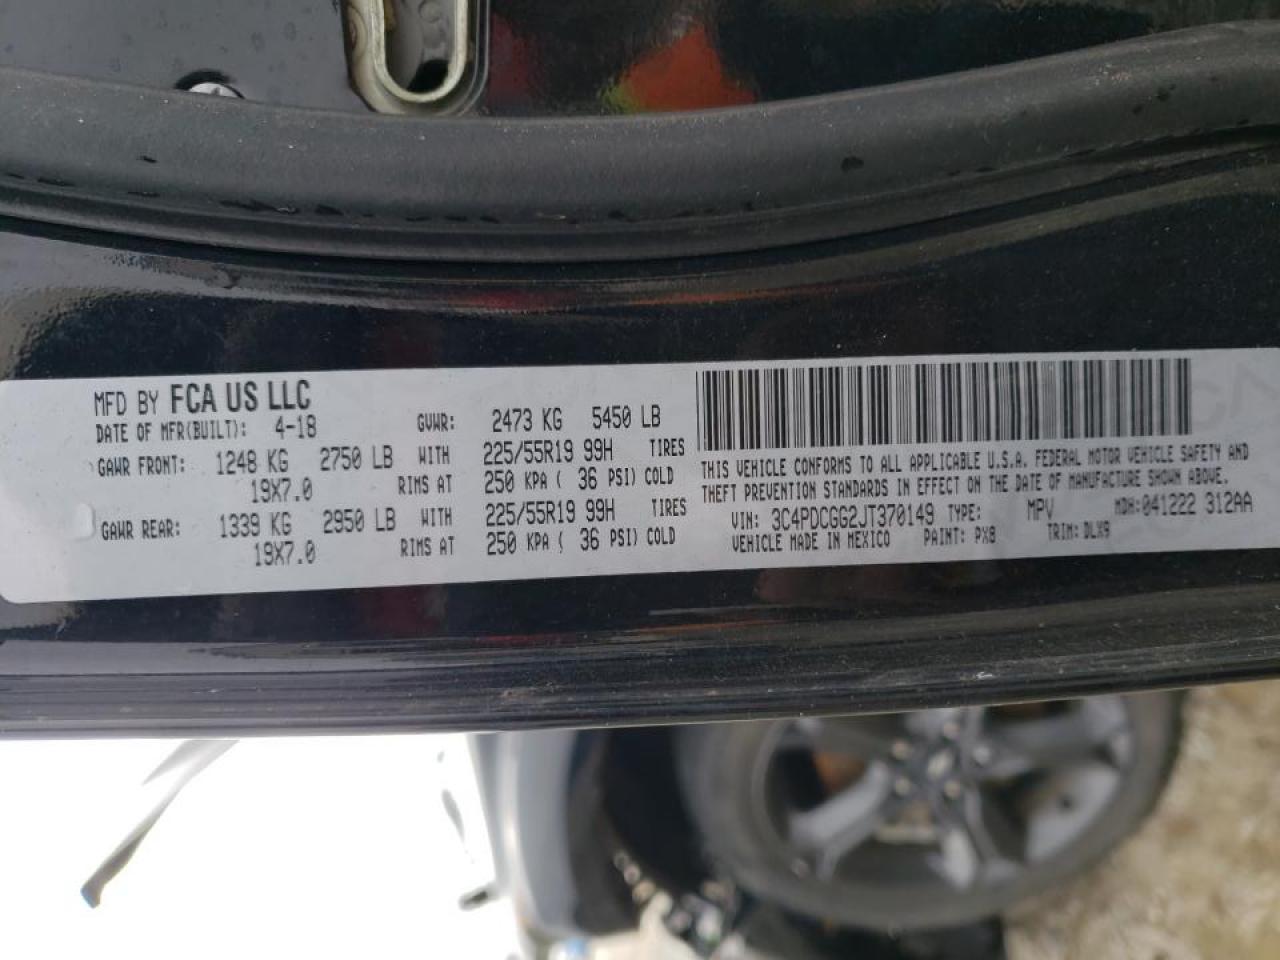 MFD BY FCA US LLC
DATE OF MFR(BUILT): 4-18 GVWR: 2473 KG 5450 LB
GAWR FRONT: 1248 KG 2750 LB WITH 225/55R19 99H TIRES
19X7.0 RIMS AT 250 KPA ( 36 PSI) COLD
GAWR REAR: 1339 KG 2950 LB WITH 225/55R19 99H TIRES
19X7.0 RIMS AT 250 KPA ( 36 PSI) COLD
THIS VEHICLE CONFORMS TO ALL APPLICABLE U.S.A. FEDERAL MOTOR VEHICLE SAFETY AND
THEFT PREVENTION STANDARDS IN EFFECT ON THE DATE OF MANUFACTURE SHOWN ABOVE.
VIN: 3C4PDCGG2JT370149 TYPE: MPV MDH: 041222 312AA
VEHICLE MADE IN MEXICO PAINT: PX8 TRIM: DLX9